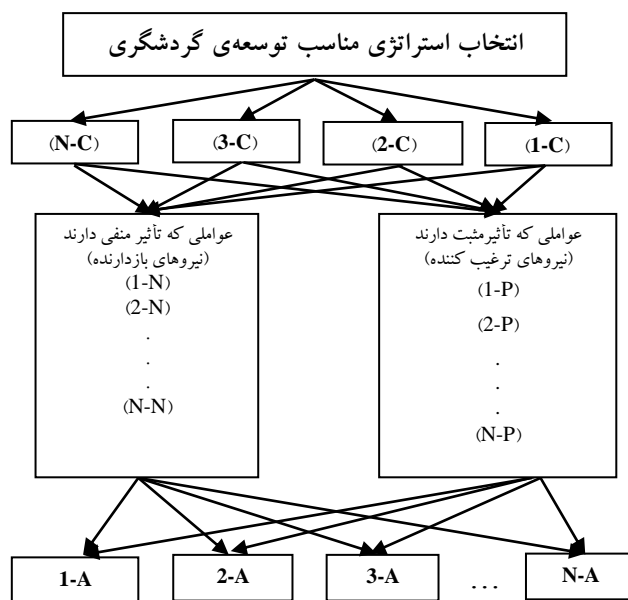 انتخاب استراتژی مناسب توسعه‌ی گردشگری
(1-C)
(2-C)
(3-C)
(N-C)
عواملی که تأثیرمثبت دارند
(نیروهای ترغیب کننده)
(1-P)
(2-P)
.
.
.
(N-P)
عواملی که تأثیر منفی دارند
(نیروهای بازدارنده)
(1-N)
(2-N)
.
.
.
(N-N)
1-A
2-A
3-A
...
N-A